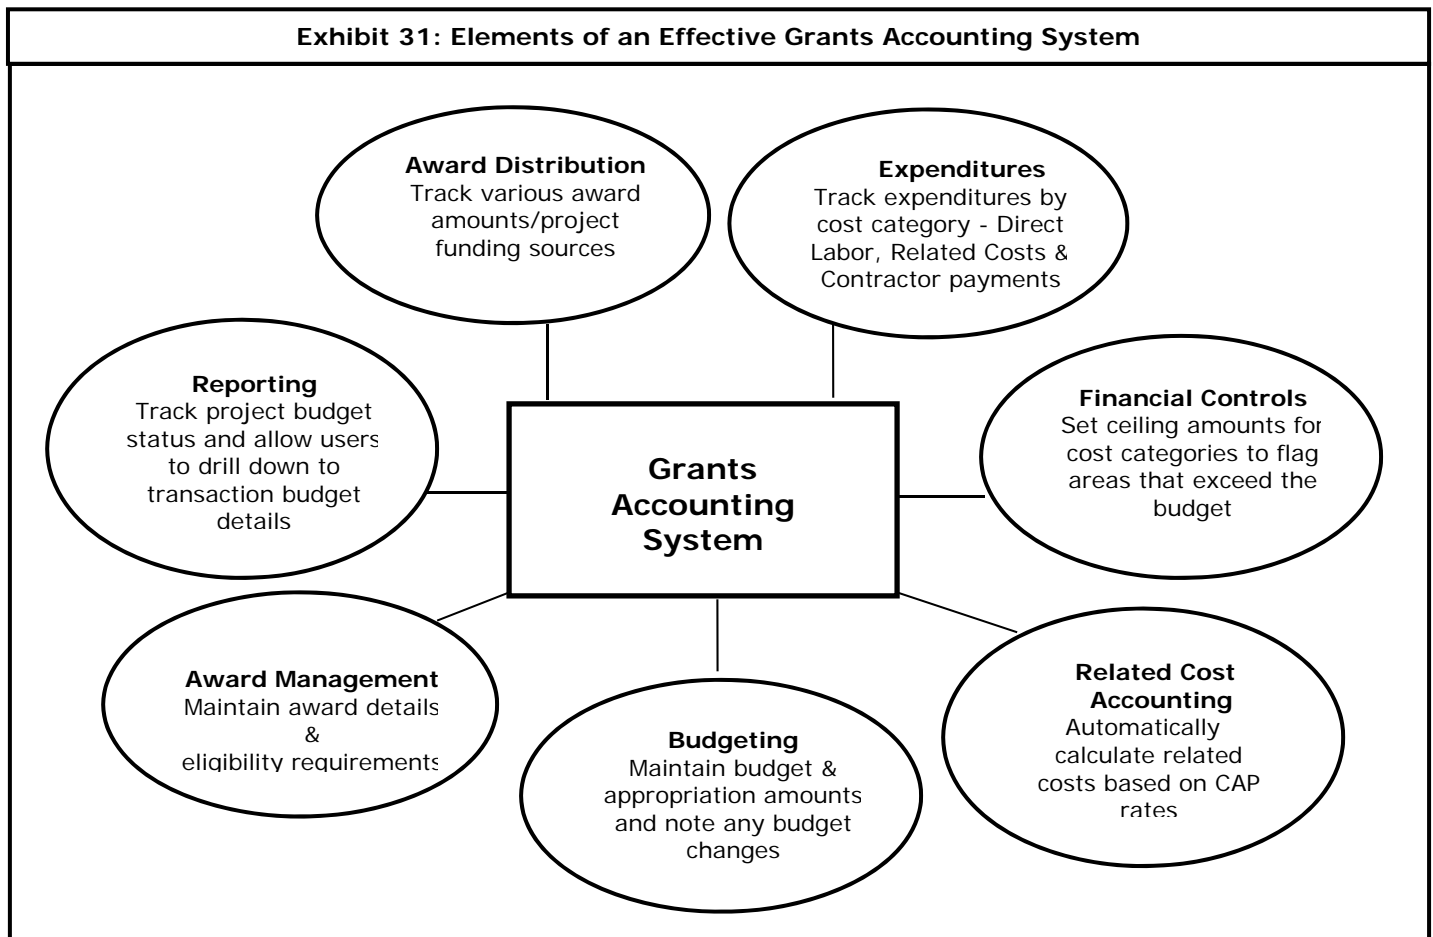 Exhibit 31: Elements of an Effective Grants Accounting System
Award Distribution
Track various award
amounts/project
funding sources
Expenditures
Track expenditures by
cost category - Direct
Labor, Related Costs &
Contractor payments
Reporting
Track project budget
status and allow users
to drill down to
transaction budget
details
Financial Controls
Set ceiling amounts for
cost categories to flag
areas that exceed the
budget
Grants
Accounting
System
Award Management
Maintain award details
&
eligibility requirements
Budgeting
Maintain budget &
appropriation amounts
and note any budget
changes
Related Cost
Accounting
Automatically
calculate related
costs based on CAP
rates